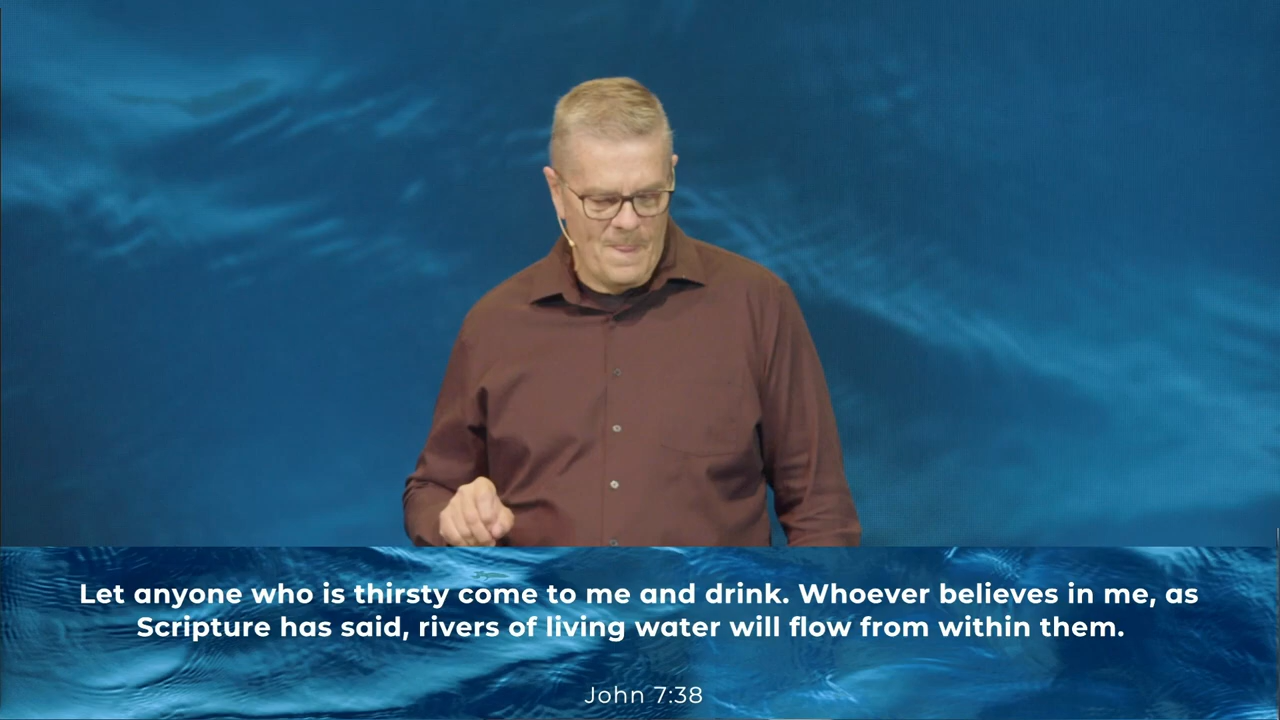 Let anyone who is thirsty come to me and drink. Whoever believes in me, as
Scripture has said, rivers of living water will flow from within them.
John 7:38